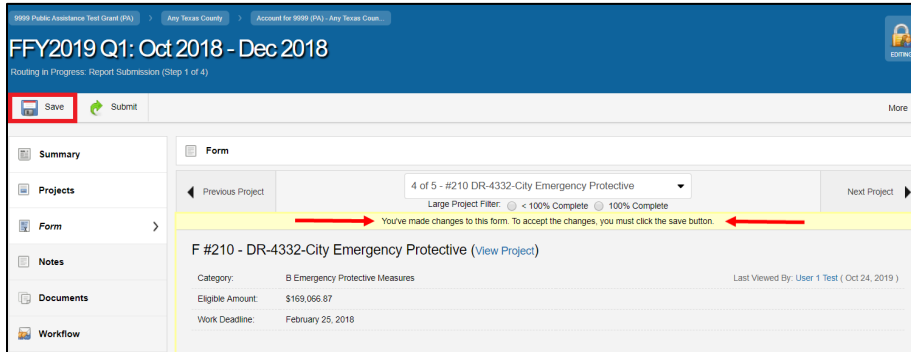 9999 Public Assistance Test Grant (PA) > Any Texas County > Account for 9999 (PA) - Any Texas Coun...
FFY2019 Q1: Oct 2018 - Dec 2018
EDITING
Routing in Progress: Report Submission (Step 1 of 4)
Save Submit More
Summary
Form
Projects
Previous Project
4 of 5 - #210 DR-4332-City Emergency Protective
Next Project
Large Project Filter: < 100% Complete 100% Complete
You've made changes to this form. To accept the changes, you must click the save button.
Form >
F #210 - DR-4332-City Emergency Protective (View Project)
Notes
Category: B Emergency Protective Measures Last Viewed By: User 1 Test ( Oct 24, 2019 )
Documents
Eligible Amount: $169,066.87
Work Deadline: February 25, 2018
Workflow